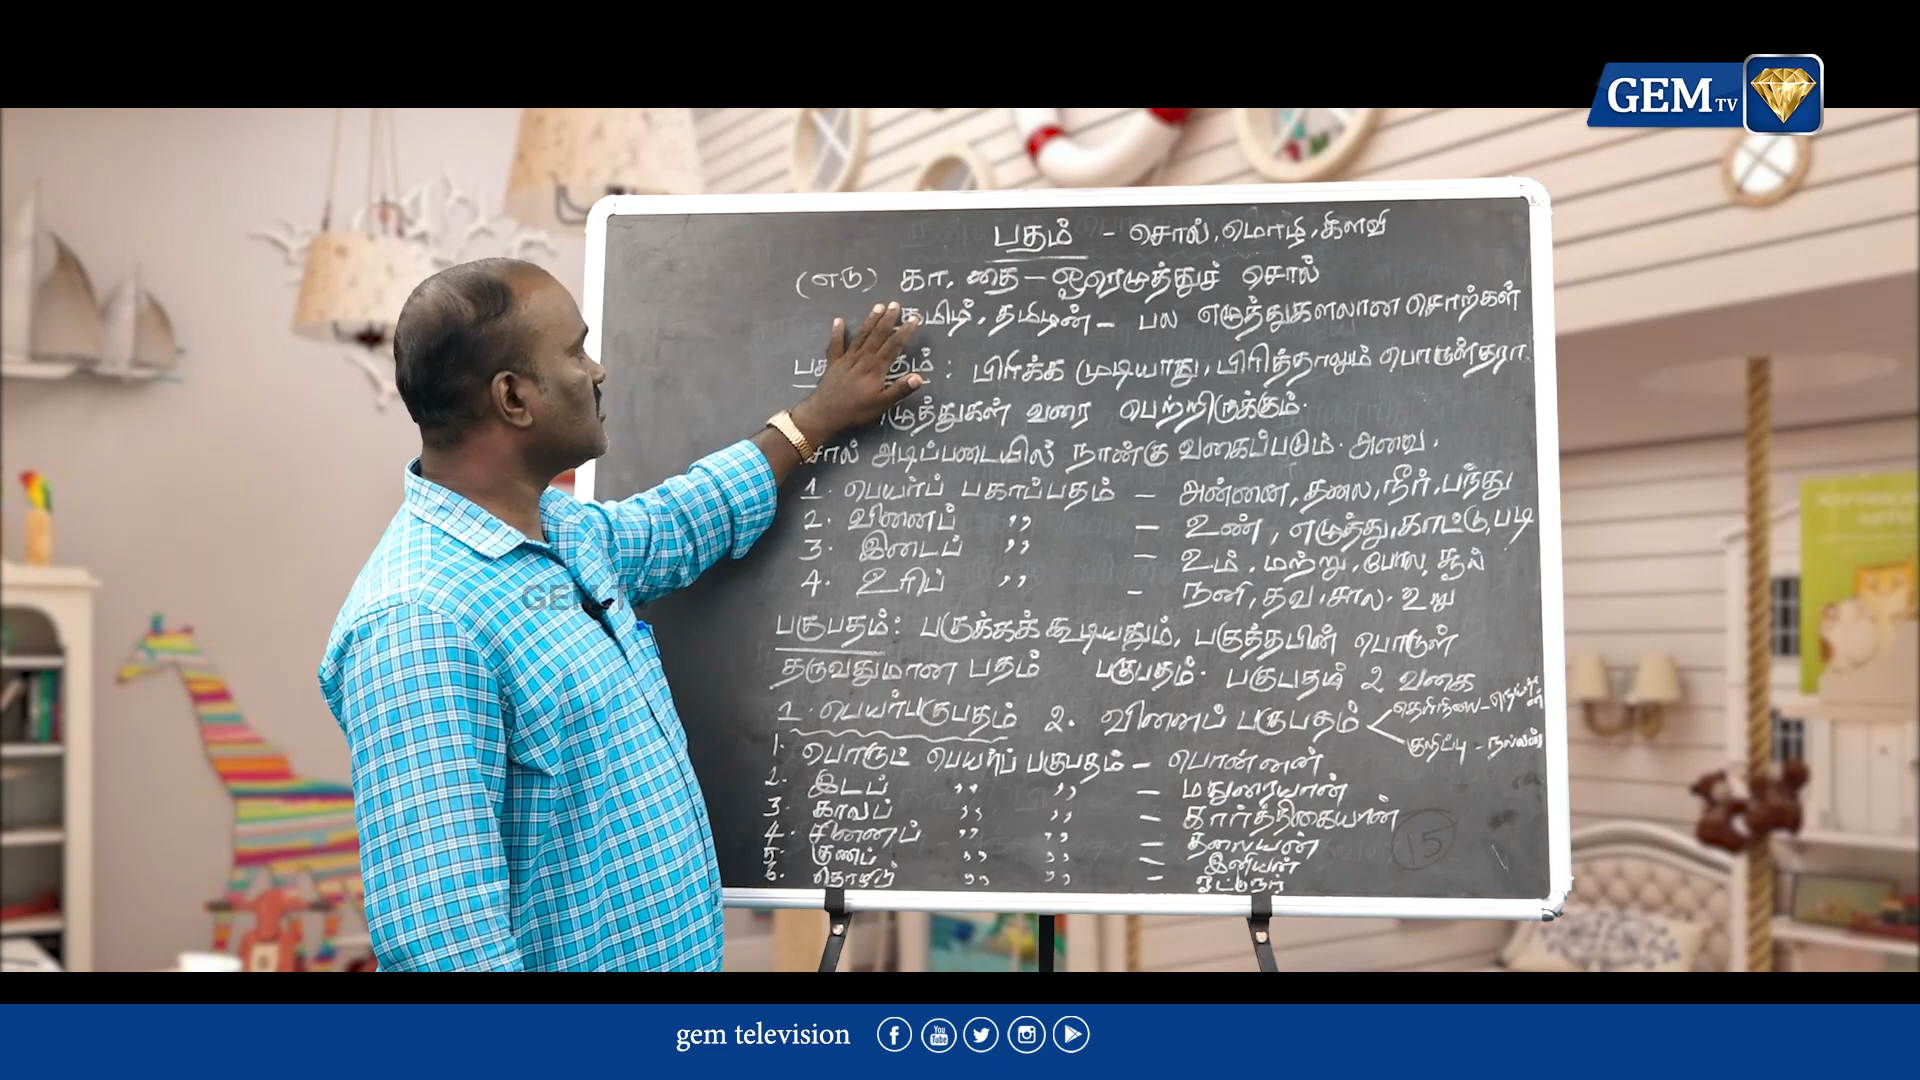 GEM TV
பதம் - சொல், மொழி, கிளவி
(எடு) கா, தை - ஓரெழுத்துச் சொல்
தமிழ், தமிழன் - பல எழுத்துகளலான சொற்கள்
: பிரிக்க முடியாது, பிரித்தாலும் பொருள்தரா.
வரை பெற்றிருக்கும்.
அடிப்படையில் நான்கு வகைப்படும். அவை.
1. பெயர்ப் பகாப்பதம் - அன்னை, தலை, நீர், பந்து
2. வினைப் ,, - உண், எழுத்து, காட்டு, படி
3. இடைப் ,, - உம், மற்று, போல,
4. உரிப் ,, - நனி, தவ, சால. உறு
பகுபதம்: பகுக்கக் கூடியதும், பகுத்தபின் பொருள்
தருவதுமான பதம் பகுபதம். பகுபதம் 2 வகை
1. பெயர்பகுபதம் 2. வினைப் பகுபதம்
தெரிநிலை -
குறிப்பு - நல்லன்
1. பொருட் பெயர்ப் பகுபதம் - பொன்னன்
2. இடப் ,, ,, - மதுரையான்
3. காலப் ,, ,, - கார்த்திகையான்
4. சினைப் ,, ,, - தலையன்
5. குணப் ,, ,, - இனியன்
6. தொழிற் ,, ,, - ஓட்டுநர்
15
gem television